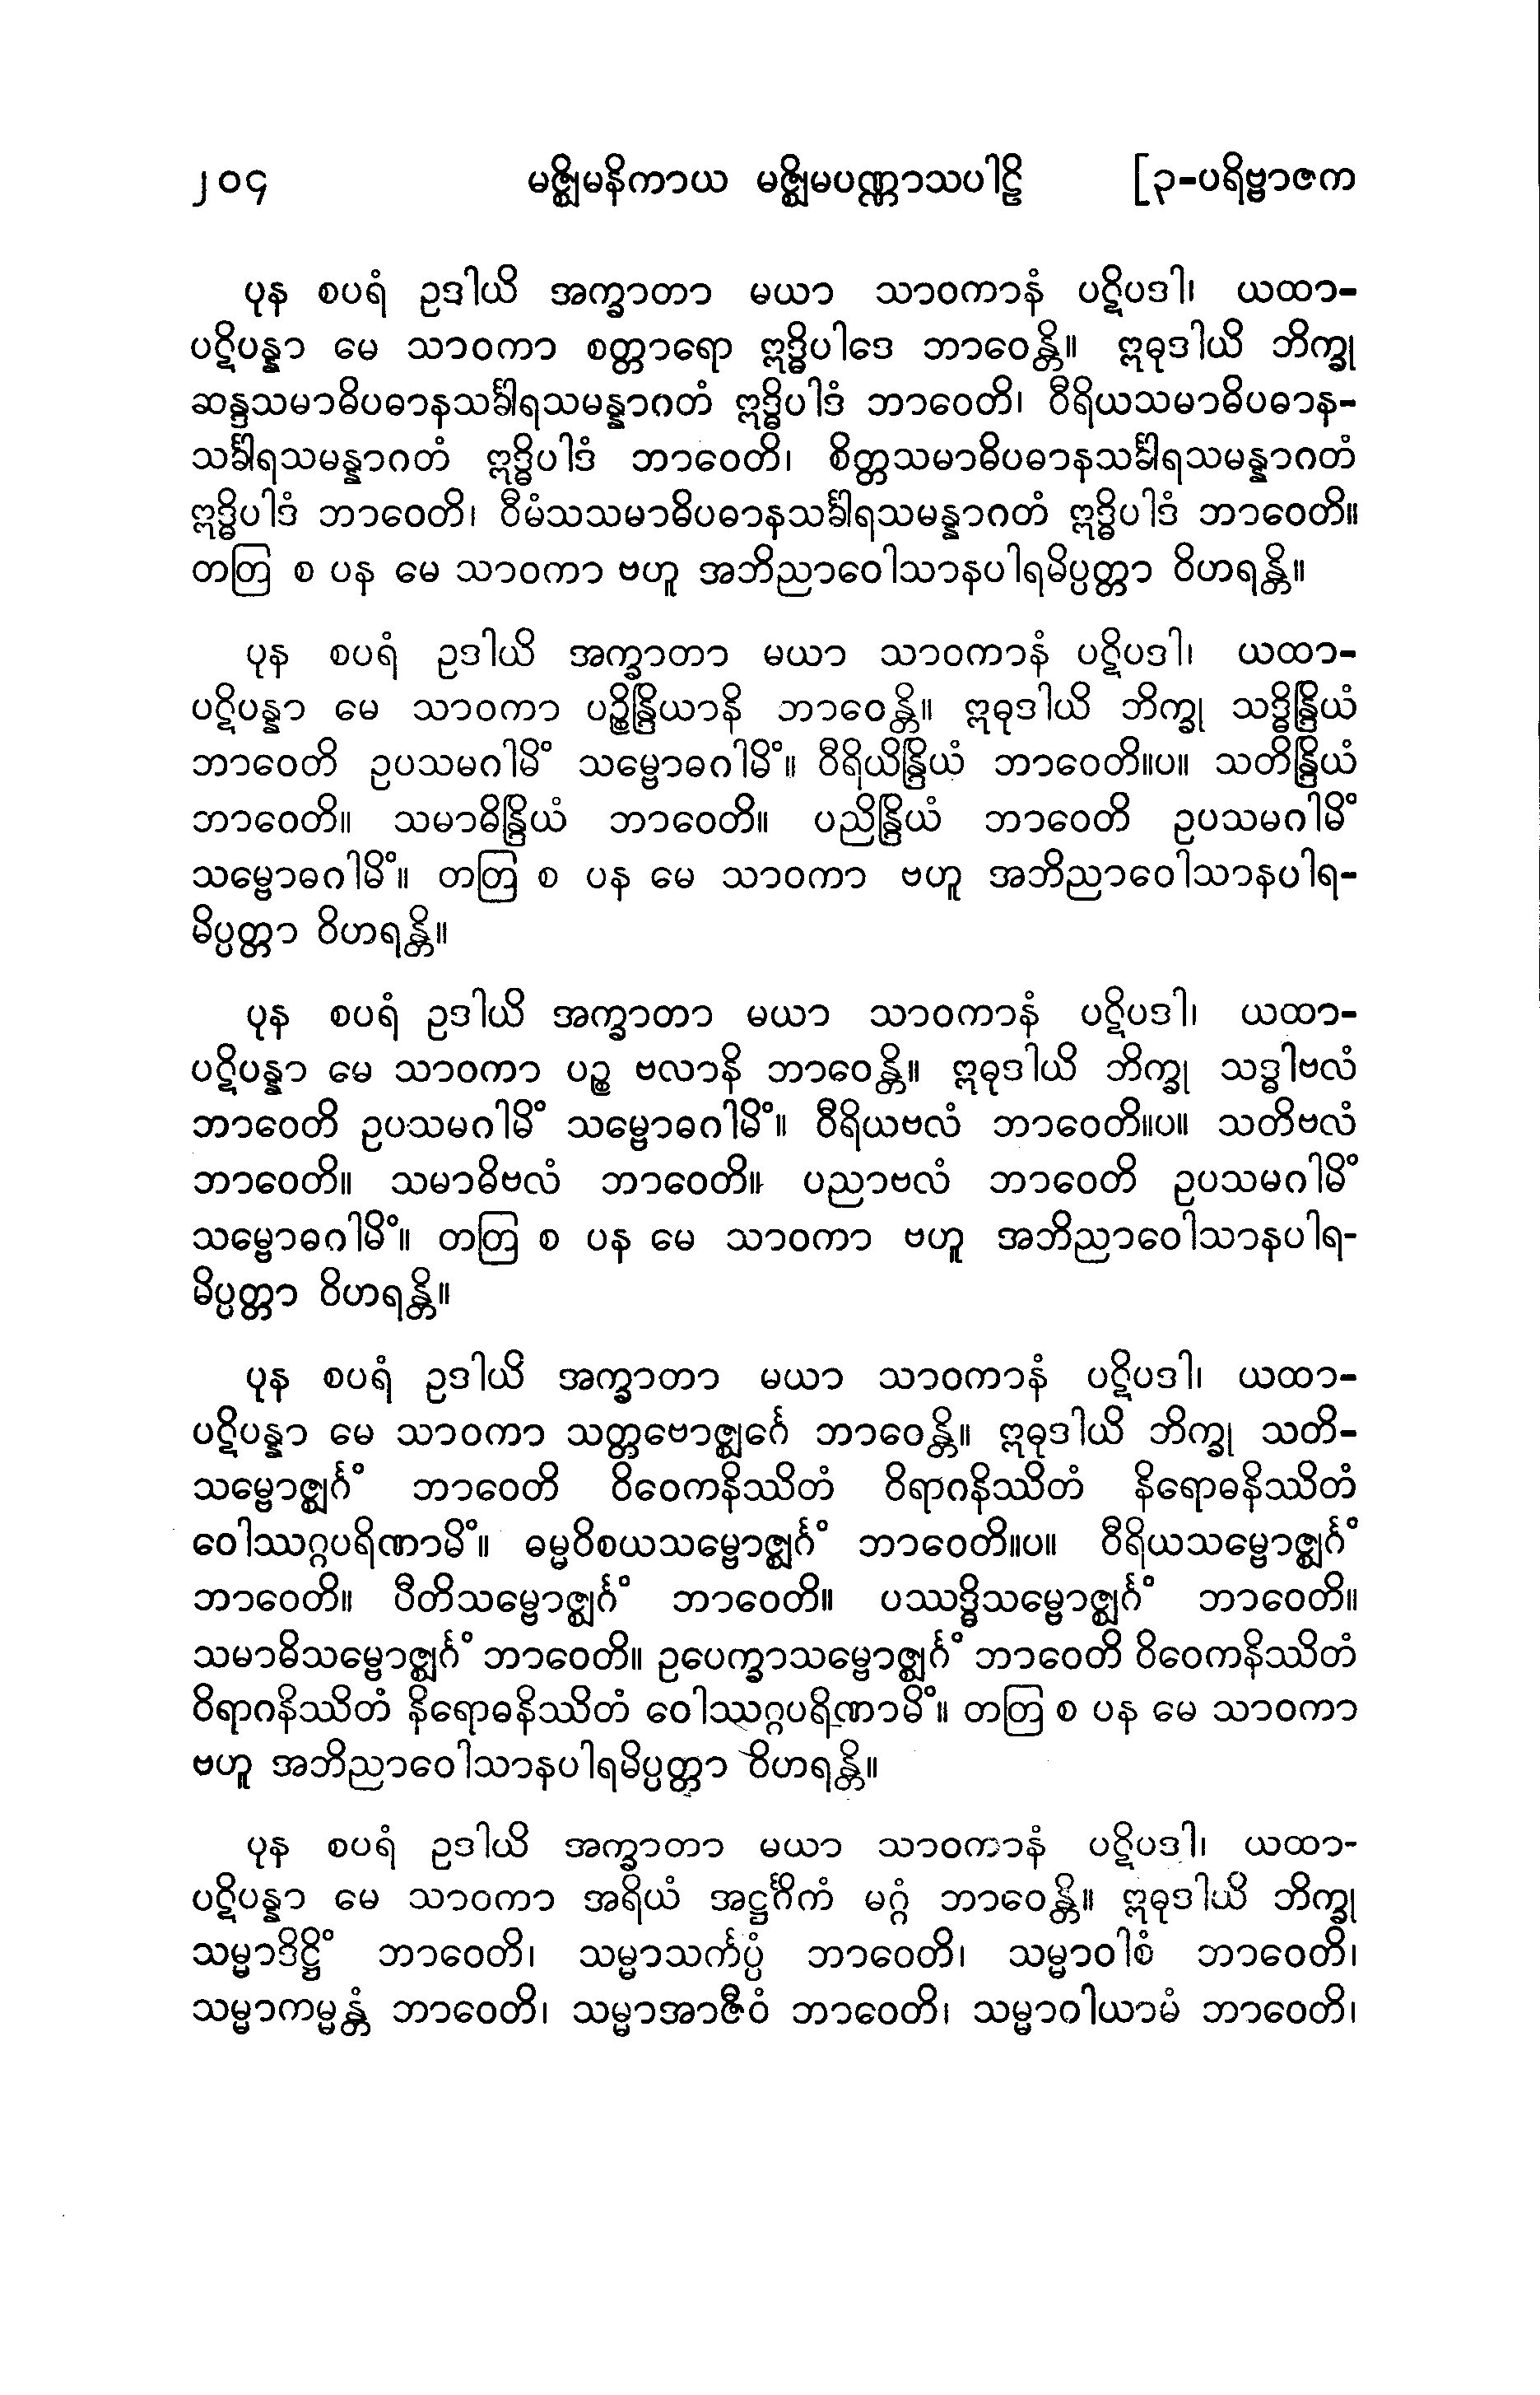 ၂၀၄ မဇ္ဈိမနိကာယ မဇ္ဈိမပဏ္ဏာသပါဠိ [၃-ပရိဗ္ဗာဇက
ပုန စပရံ ဥဒါယိ အက္ခာတာ မယာ သာဝကာနံ ပဋိပဒါ၊ ယထာ-
ပဋိပန္နာ မေ သာဝကာ စတ္တာရော ဣဒ္ဓိပါဒေ ဘာဝေန္တိ။ ဣဓုဒါယိ ဘိက္ခု
ဆန္ဒသမာဓိပဓာနသင်္ခါရသမန္နာဂတံ ဣဒ္ဓိပါဒံ ဘာဝေတိ၊ ဝီရိယသမာဓိပဓာန-
သင်္ခါရသမန္နာဂတံ ဣဒ္ဓိပါဒံ ဘာဝေတိ၊ စိတ္တသမာဓိပဓာနသင်္ခါရသမန္နာဂတံ
ဣဒ္ဓိပါဒံ ဘာဝေတိ၊ ဝီမံသသမာဓိပဓာနသင်္ခါရသမန္နာဂတံ ဣဒ္ဓိပါဒံ ဘာဝေတိ။
တတြ စ ပန မေ သာဝကာ ဗဟူ အဘိညာဝေါသာနပါရမိပ္ပတ္တာ ဝိဟရန္တိ။
ပုန စပရံ ဥဒါယိ အက္ခာတာ မယာ သာဝကာနံ ပဋိပဒါ၊ ယထာ-
ပဋိပန္နာ မေ သာဝကာ ပဉ္စိန္ဒြိယာနိ ဘာဝေန္တိ။ ဣဓုဒါယိ ဘိက္ခု သဒ္ဓိန္ဒြိယံ
ဘာဝေတိ ဥပသမဂါမိံ သမ္ဗောဓဂါမိံ။ ဝီရိယိန္ဒြိယံ ဘာဝေတိ။ပ။ သတိန္ဒြိယံ
ဘာဝေတိ။ သမာဓိန္ဒြိယံ ဘာဝေတိ။ ပညိန္ဒြိယံ ဘာဝေတိ ဥပသမဂါမိံ
သမ္ဗောဓဂါမိံ။ တတြ စ ပန မေ သာဝကာ ဗဟူ အဘိညာဝေါသာနပါရ-
မိပ္ပတ္တာ ဝိဟရန္တိ။
ပုန စပရံ ဥဒါယိ အက္ခာတာ မယာ သာဝကာနံ ပဋိပဒါ၊ ယထာ-
ပဋိပန္နာ မေ သာဝကာ ပဉ္စ ဗလာနိ ဘာဝေန္တိ။ ဣဓုဒါယိ ဘိက္ခု သဒ္ဓါဗလံ
ဘာဝေတိ ဥပသမဂါမိံ သမ္ဗောဓဂါမိံ။ ဝီရိယဗလံ ဘာဝေတိ။ပ။ သတိဗလံ
ဘာဝေတိ။ သမာဓိဗလံ ဘာဝေတိ။ ပညာဗလံ ဘာဝေတိ ဥပသမဂါမိံ
သမ္ဗောဓဂါမိံ။ တတြ စ ပန မေ သာဝကာ ဗဟူ အဘိညာဝေါသာနပါရ-
မိပ္ပတ္တာ ဝိဟရန္တိ။
ပုန စပရံ ဥဒါယိ အက္ခာတာ မယာ သာဝကာနံ ပဋိပဒါ၊ ယထာ-
ပဋိပန္နာ မေ သာဝကာ သတ္တဗောဇ္ဈင်္ဂေ ဘာဝေန္တိ။ ဣဓုဒါယိ ဘိက္ခု သတိ-
သမ္ဗောဇ္ဈင်္ဂံ ဘာဝေတိ ဝိဝေကနိဿိတံ ဝိရာဂနိဿိတံ နိရောဓနိဿိတံ
ဝေါဿဂ္ဂပရိဏာမိံ။ ဓမ္မဝိစယသမ္ဗောဇ္ဈင်္ဂံ ဘာဝေတိ။ပ။ ဝီရိယသမ္ဗောဇ္ဈင်္ဂံ
ဘာဝေတိ။ ပီတိသမ္ဗောဇ္ဈင်္ဂံ ဘာဝေတိ။ ပဿဒ္ဓိသမ္ဗောဇ္ဈင်္ဂံ ဘာဝေတိ။
သမာဓိသမ္ဗောဇ္ဈင်္ဂံ ဘာဝေတိ။ ဥပေက္ခာသမ္ဗောဇ္ဈင်္ဂံ ဘာဝေတိ ဝိဝေကနိဿိတံ
ဝိရာဂနိဿိတံ နိရောဓနိဿိတံ ဝေါဿဂ္ဂပရိဏာမိံ။ တတြ စ ပန မေ သာဝကာ
ဗဟူ အဘိညာဝေါသာနပါရမိပ္ပတ္တာ ဝိဟရန္တိ။
ပုန စပရံ ဥဒါယိ အက္ခာတာ မယာ သာဝကာနံ ပဋိပဒါ၊ ယထာ-
ပဋိပန္နာ မေ သာဝကာ အရိယံ အဋ္ဌင်္ဂိကံ မဂ္ဂံ ဘာဝေန္တိ။ ဣဓုဒါယိ ဘိက္ခု
သမ္မာဒိဋ္ဌိံ ဘာဝေတိ၊ သမ္မာသင်္ကပ္ပံ ဘာဝေတိ၊ သမ္မာဝါစံ ဘာဝေတိ၊
သမ္မာကမ္မန္တံ ဘာဝေတိ၊ သမ္မာအာဇီဝံ ဘာဝေတိ၊ သမ္မာဝါယာမံ ဘာဝေတိ၊